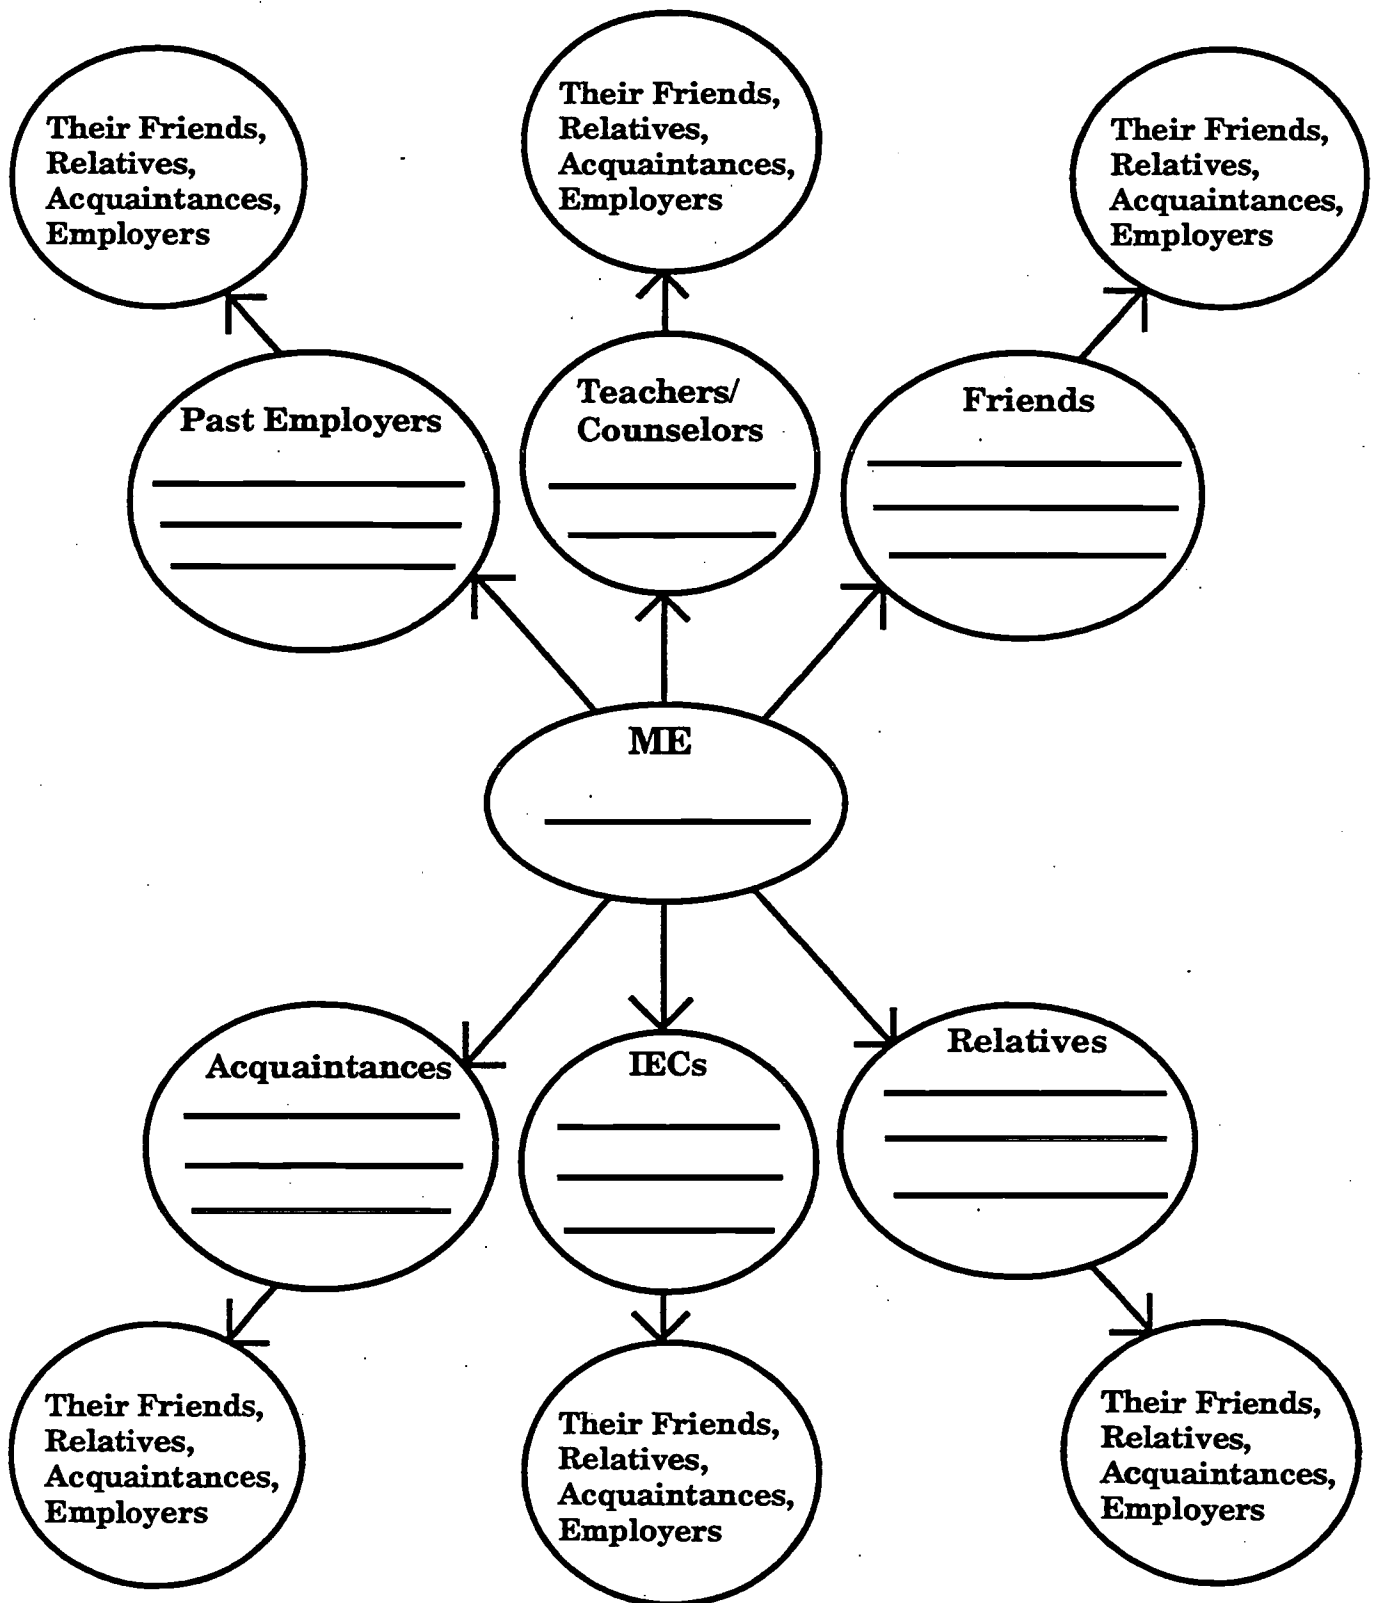 Their Friends,
Relatives,
Acquaintances,
Employers
Their Friends,
Relatives,
Acquaintances,
Employers
Their Friends,
Relatives,
Acquaintances,
Employers
Past Employers
Teachers/
Counselors
Friends
ME
Acquaintances
IECs
Relatives
Their Friends,
Relatives,
Acquaintances,
Employers
Their Friends,
Relatives,
Acquaintances,
Employers
Their Friends,
Relatives,
Acquaintances,
Employers